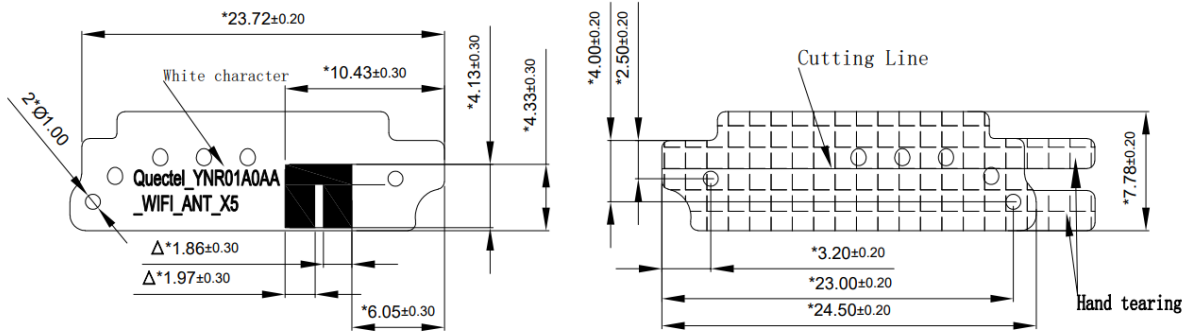 *23.72±0.20
White character
*10.43±0.30
*4.13±0.30
*4.33±0.30
2*Ø1.00
Quectel_YNR01A0AA
_WIFI_ANT_X5
Δ*1.86±0.30
Δ*1.97±0.30
*6.05±0.30
*4.00±0.20
*2.50±0.20
Cutting Line
*7.78±0.20
*3.20±0.20
*23.00±0.20
*24.50±0.20
Hand tearing